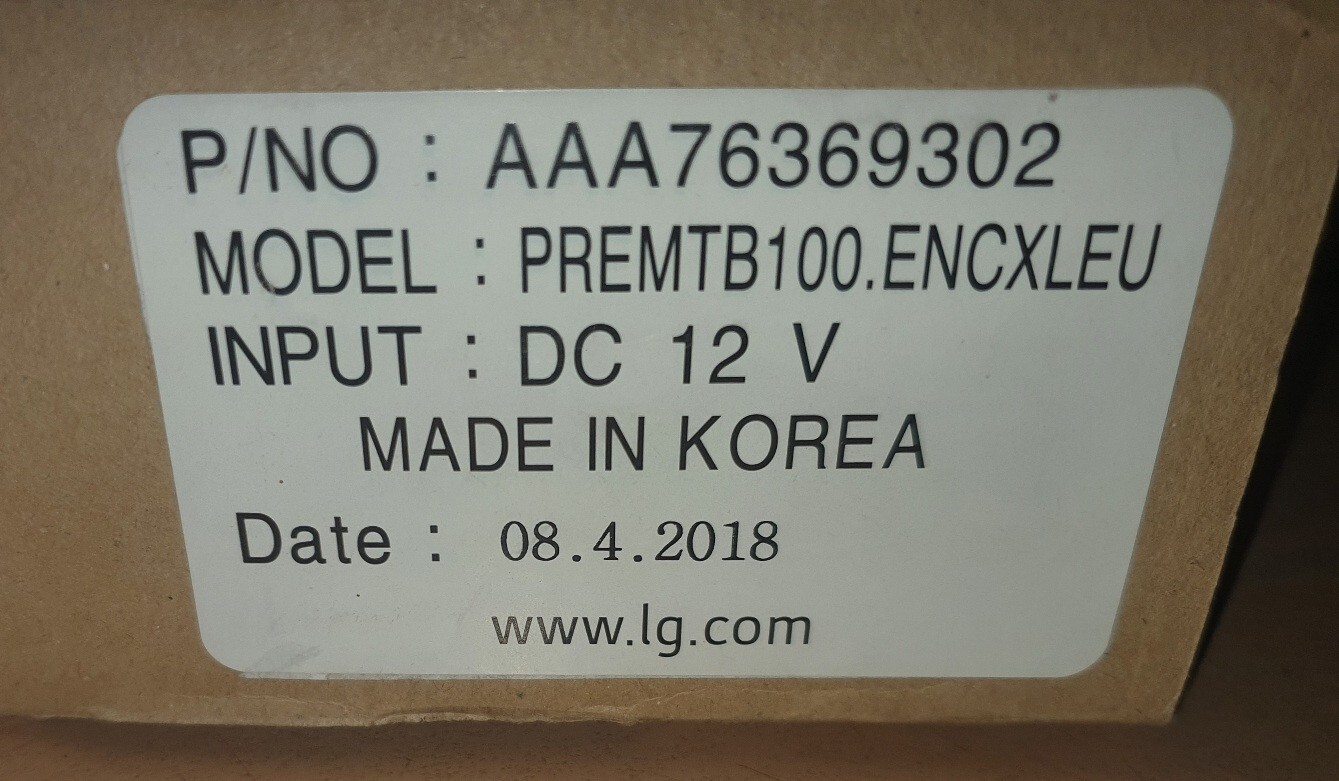 P/NO : AAA76369302
MODEL : PREMTB100.ENCXLEU
INPUT : DC 12 V
MADE IN KOREA
Date : 08.4.2018
www.lg.com